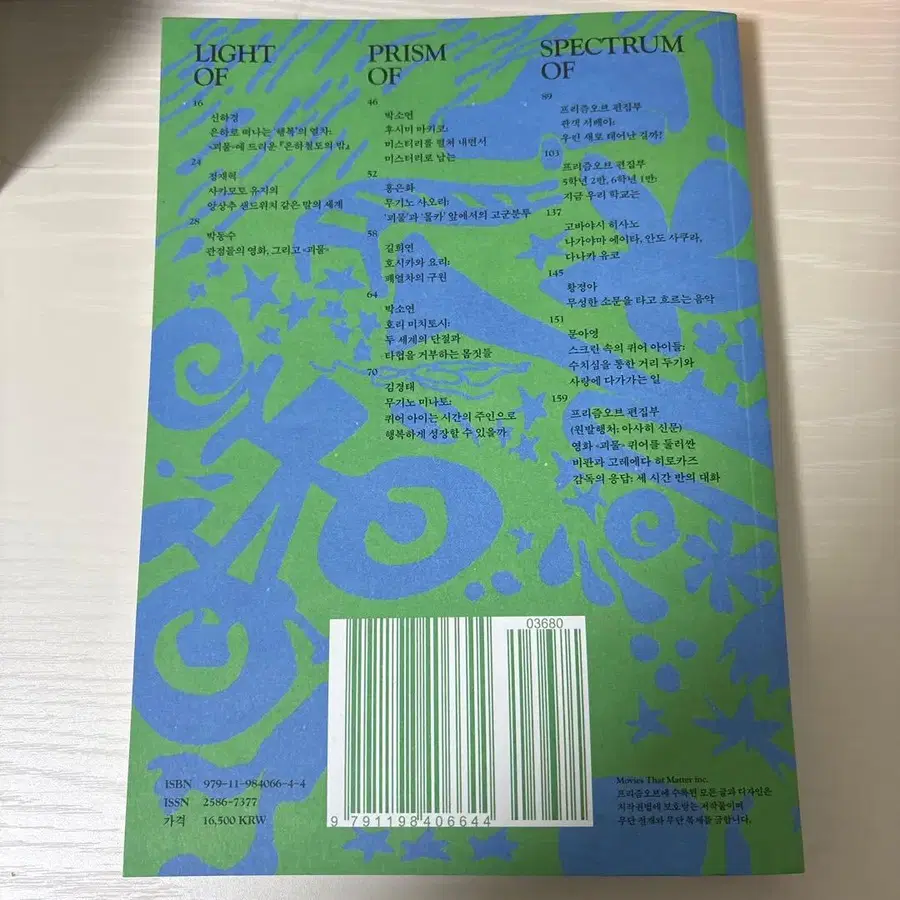 LIGHT
OF
16
신하경
은하로 떠나는 '행복'의 열차:
«괴물»에 드리운 『은하철도의 밤』
24
정재혁
사카모토 유지의
앙상추 샌드위치 같은 말의 세계
28
박동수
관점들의 영화, 그리고 «괴물»
PRISM
OF
46
박소연
후시미 마키코:
미스터리를 펼쳐 내면서
미스터리로 남는
52
홍은화
무기노 사오리:
'괴물'과 '몰카' 앞에서의 고군분투
58
김희연
호시카와 요리:
폐열차의 구원
64
박소연
호리 미치토시:
두 세계의 단절과
타협을 거부하는 몸짓들
70
김경태
무기노 미나토:
퀴어 아이는 시간의 주인으로
행복하게 성장할 수 있을까
SPECTRUM
OF
89
프리즘오브 편집부
관객 서베이:
우린 새로 태어난 걸까?
103
프리즘오브 편집부
5학년 2반, 6학년 1반:
지금 우리 학교는
137
고바야시 히사노
나가야마 에이타, 안도 사쿠라,
다나카 유코
145
황정아
무성한 소문을 타고 흐르는 음악
151
문아영
스크린 속의 퀴어 아이들:
수치심을 통한 거리 두기와
사랑에 다가가는 일
159
프리즘오브 편집부
(원발행처: 아사히 신문)
영화 «괴물» 퀴어를 둘러싼
비판과 고레에다 히로카즈
감독의 응답: 세 시간 반의 대화
03680
9 791198 406644
ISBN 979-11-984066-4-4
ISSN 2586-7377
가격 16,500 KRW
Movies That Matter inc.
프리즘오브에 수록된 모든 글과 디자인은
저작권법에 보호받는 저작물이며
무단 전재와 무단 복제를 금합니다.